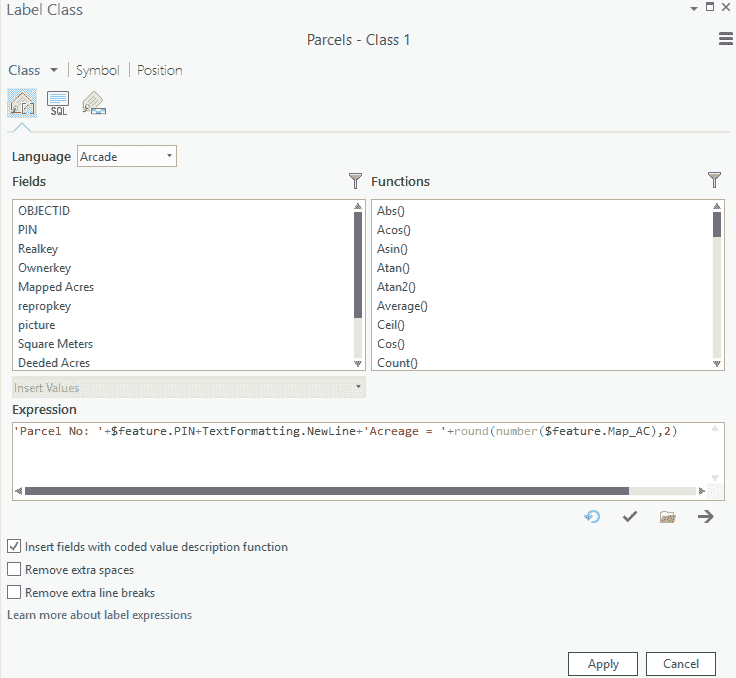 Label Class
Parcels - Class 1
Class Symbol Position
SQL
Language Arcade
Fields Functions
OBJECTID Abs()
PIN Acos()
Realkey Asin()
Ownerkey Atan()
Mapped Acres Atan2()
repropkey Average()
picture Ceil()
Square Meters Cos()
Deeded Acres Count()
Insert Values
Expression
'Parcel No: '+$feature.PIN+TextFormatting.NewLine+'Acreage = '+round(number($feature.Map_AC),2)
Insert fields with coded value description function
Remove extra spaces
Remove extra line breaks
Learn more about label expressions
Apply Cancel